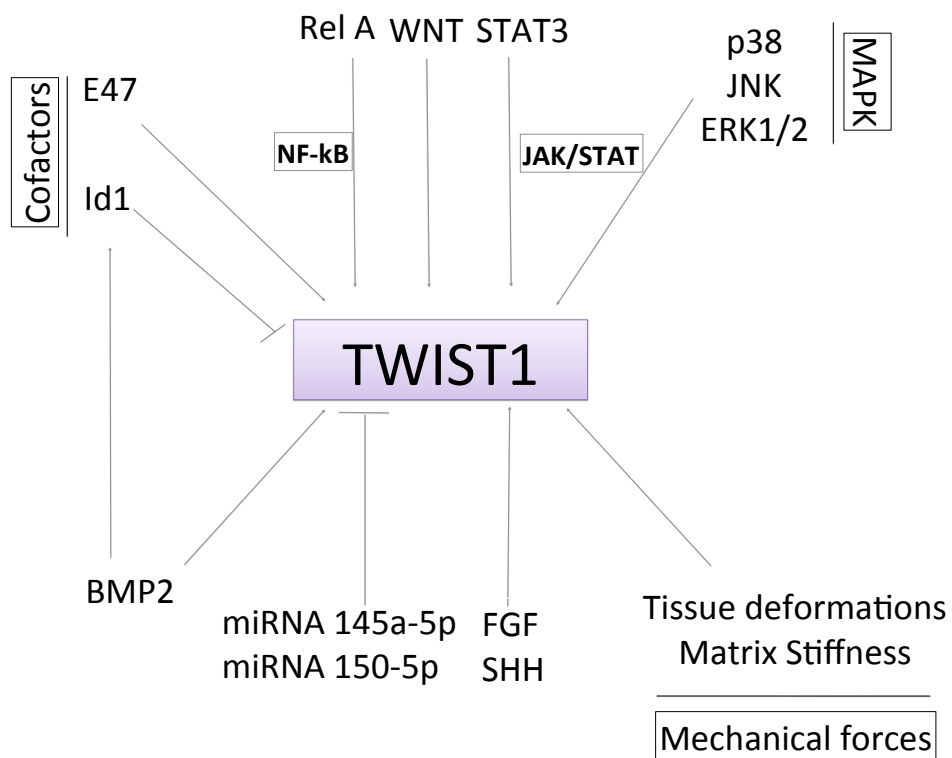 Rel A WNT STAT3
p38
JNK
ERK1/2
MAPK
Cofactors
E47
Id1
NF-kB
JAK/STAT
TWIST1
BMP2
miRNA 145a-5p
miRNA 150-5p
FGF
SHH
Tissue deformations
Matrix Stiffness
Mechanical forces